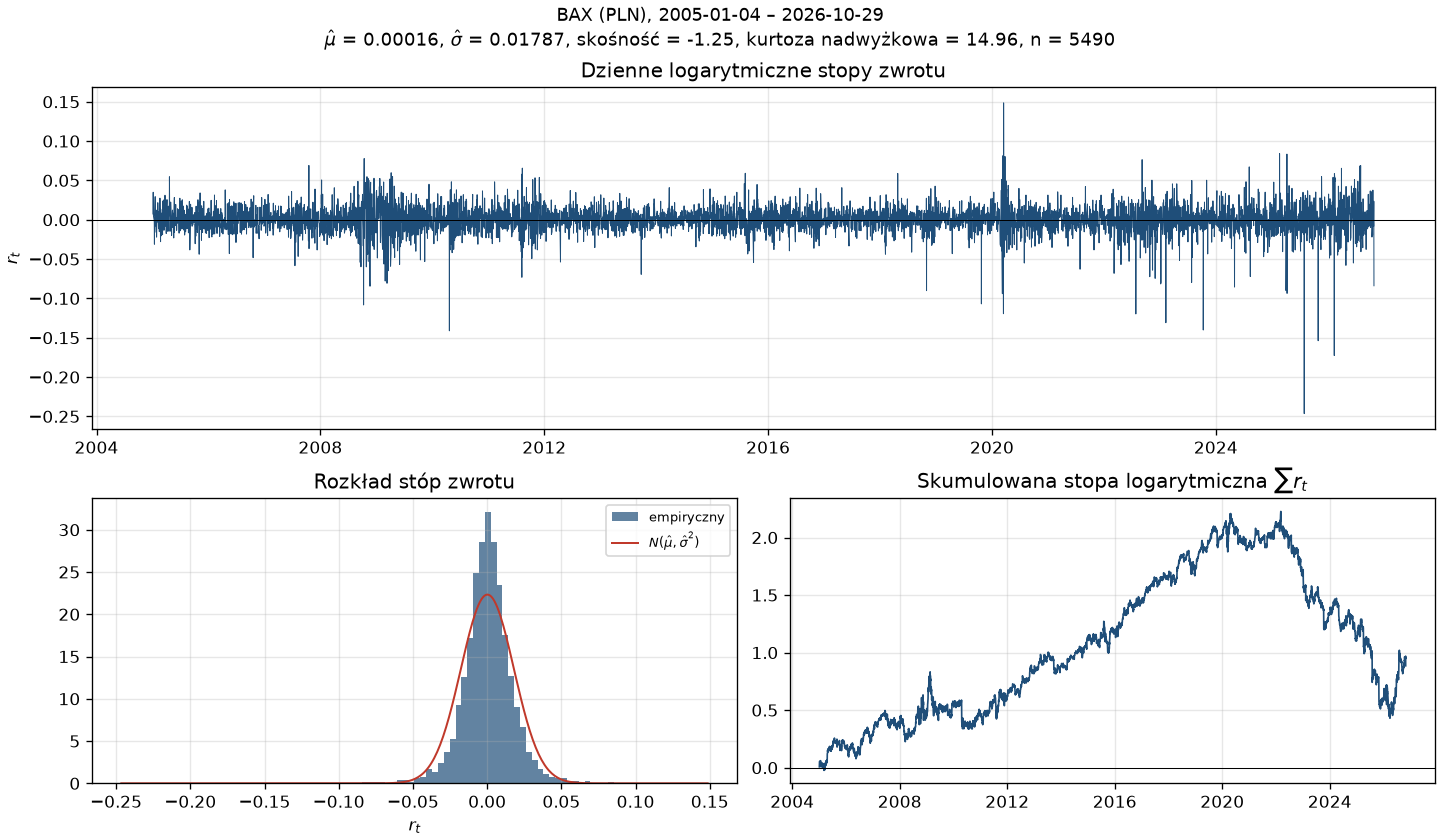 BAX (PLN), 2005-01-04 – 2026-10-29
μ̂ = 0.00016, σ̂ = 0.01787, skośność = -1.25, kurtoza nadwyżkowa = 14.96, n = 5490
Dzienne logarytmiczne stopy zwrotu
0.15
0.10
0.05
0.00
−0.05
−0.10
−0.15
−0.20
−0.25
r_t
2004 2008 2012 2016 2020 2024
Rozkład stóp zwrotu
30
25
20
15
10
5
0
empiryczny
N(μ̂, σ̂²)
−0.25 −0.20 −0.15 −0.10 −0.05 0.00 0.05 0.10 0.15
r_t
Skumulowana stopa logarytmiczna ∑r_t
2.0
1.5
1.0
0.5
0.0
2004 2008 2012 2016 2020 2024